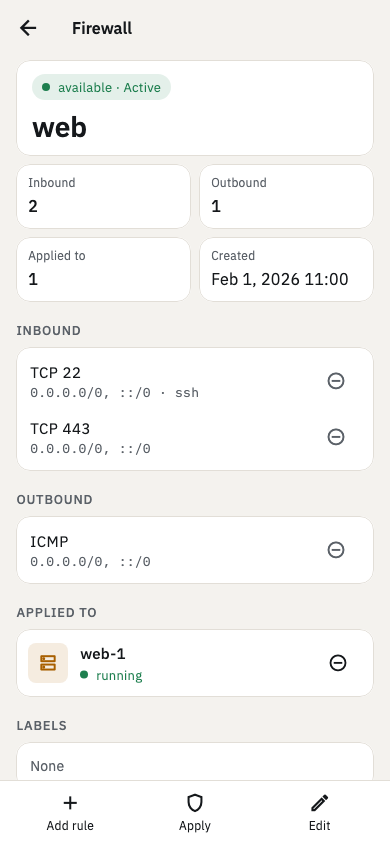 Firewall
available · Active
web
Inbound
2
Outbound
1
Applied to
1
Created
Feb 1, 2026 11:00
INBOUND
TCP 22
0.0.0.0/0, ::/0 · ssh
TCP 443
0.0.0.0/0, ::/0
OUTBOUND
ICMP
0.0.0.0/0, ::/0
APPLIED TO
web-1
running
LABELS
None
Add rule
Apply
Edit